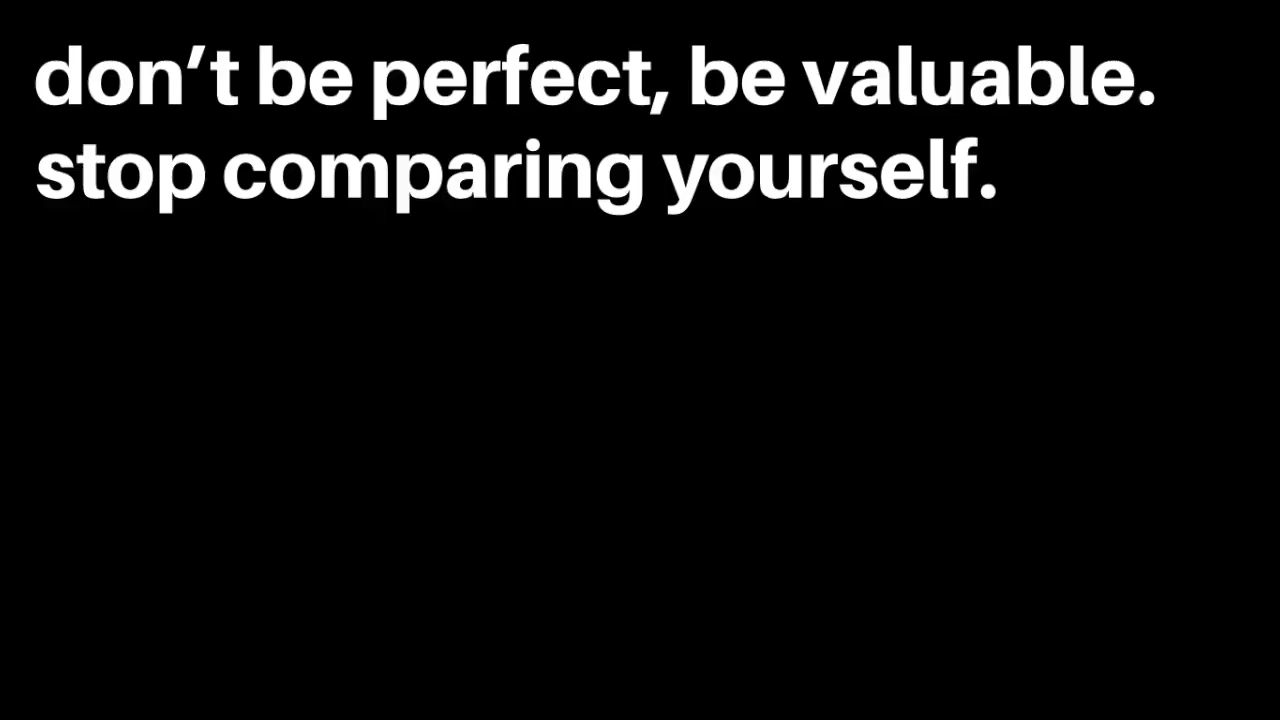 don’t be perfect, be valuable.
stop comparing yourself.